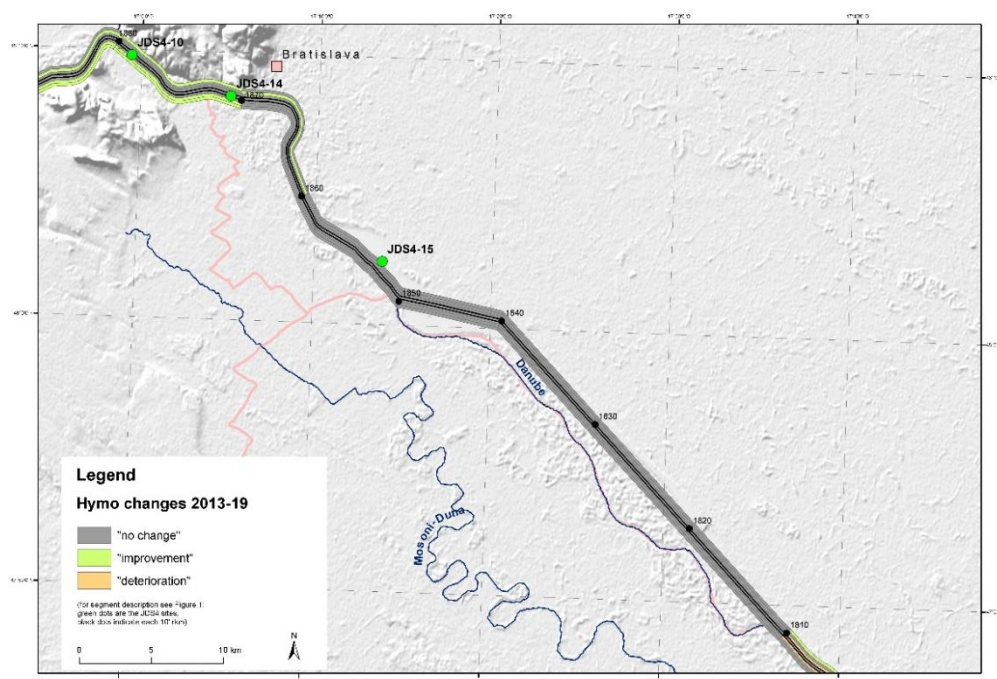 1880
JDS4-10
Bratislava
JDS4-14
1870
1860
JDS4-15
1850
1840
Danube
1830
1820
Mosoni-Duna
1810
Legend
Hymo changes 2013-19
"no change"
"improvement"
"deterioration"
(for segment description see Figure 1:
green dots are the JDS4 sites,
black dots indicate each 10' rkm)
N
0 5 10 km